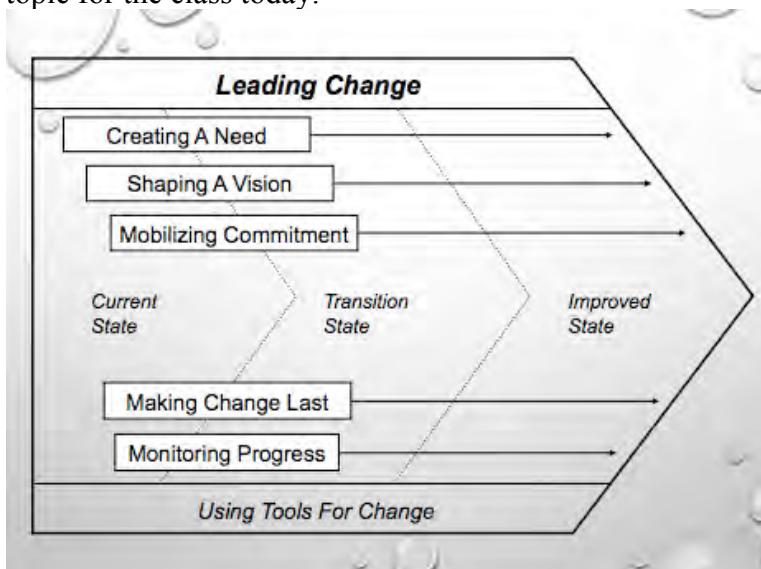 topic for the class today.
Leading Change
Creating A Need
Shaping A Vision
Mobilizing Commitment
Current
State
Transition
State
Improved
State
Making Change Last
Monitoring Progress
Using Tools For Change